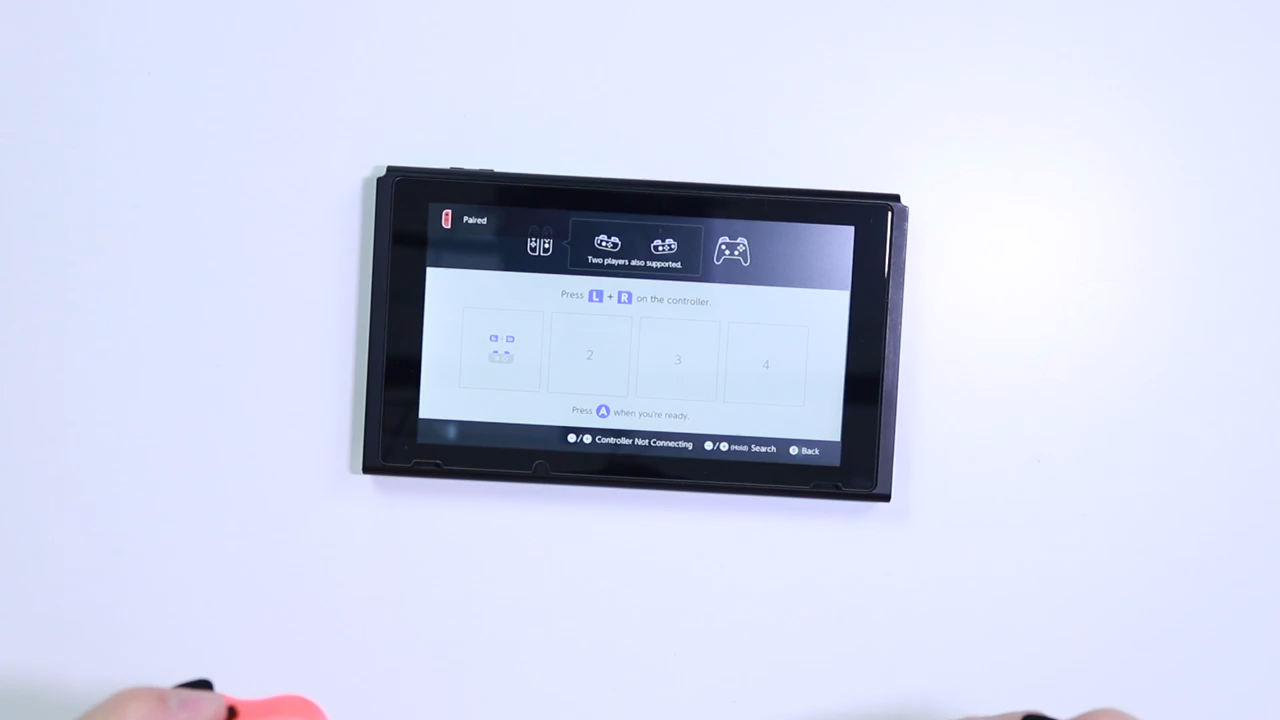 Paired
Two players also supported.
Press L + R on the controller.
2
3
4
Press A when you're ready.
Controller Not Connecting
(Hold) Search
Back